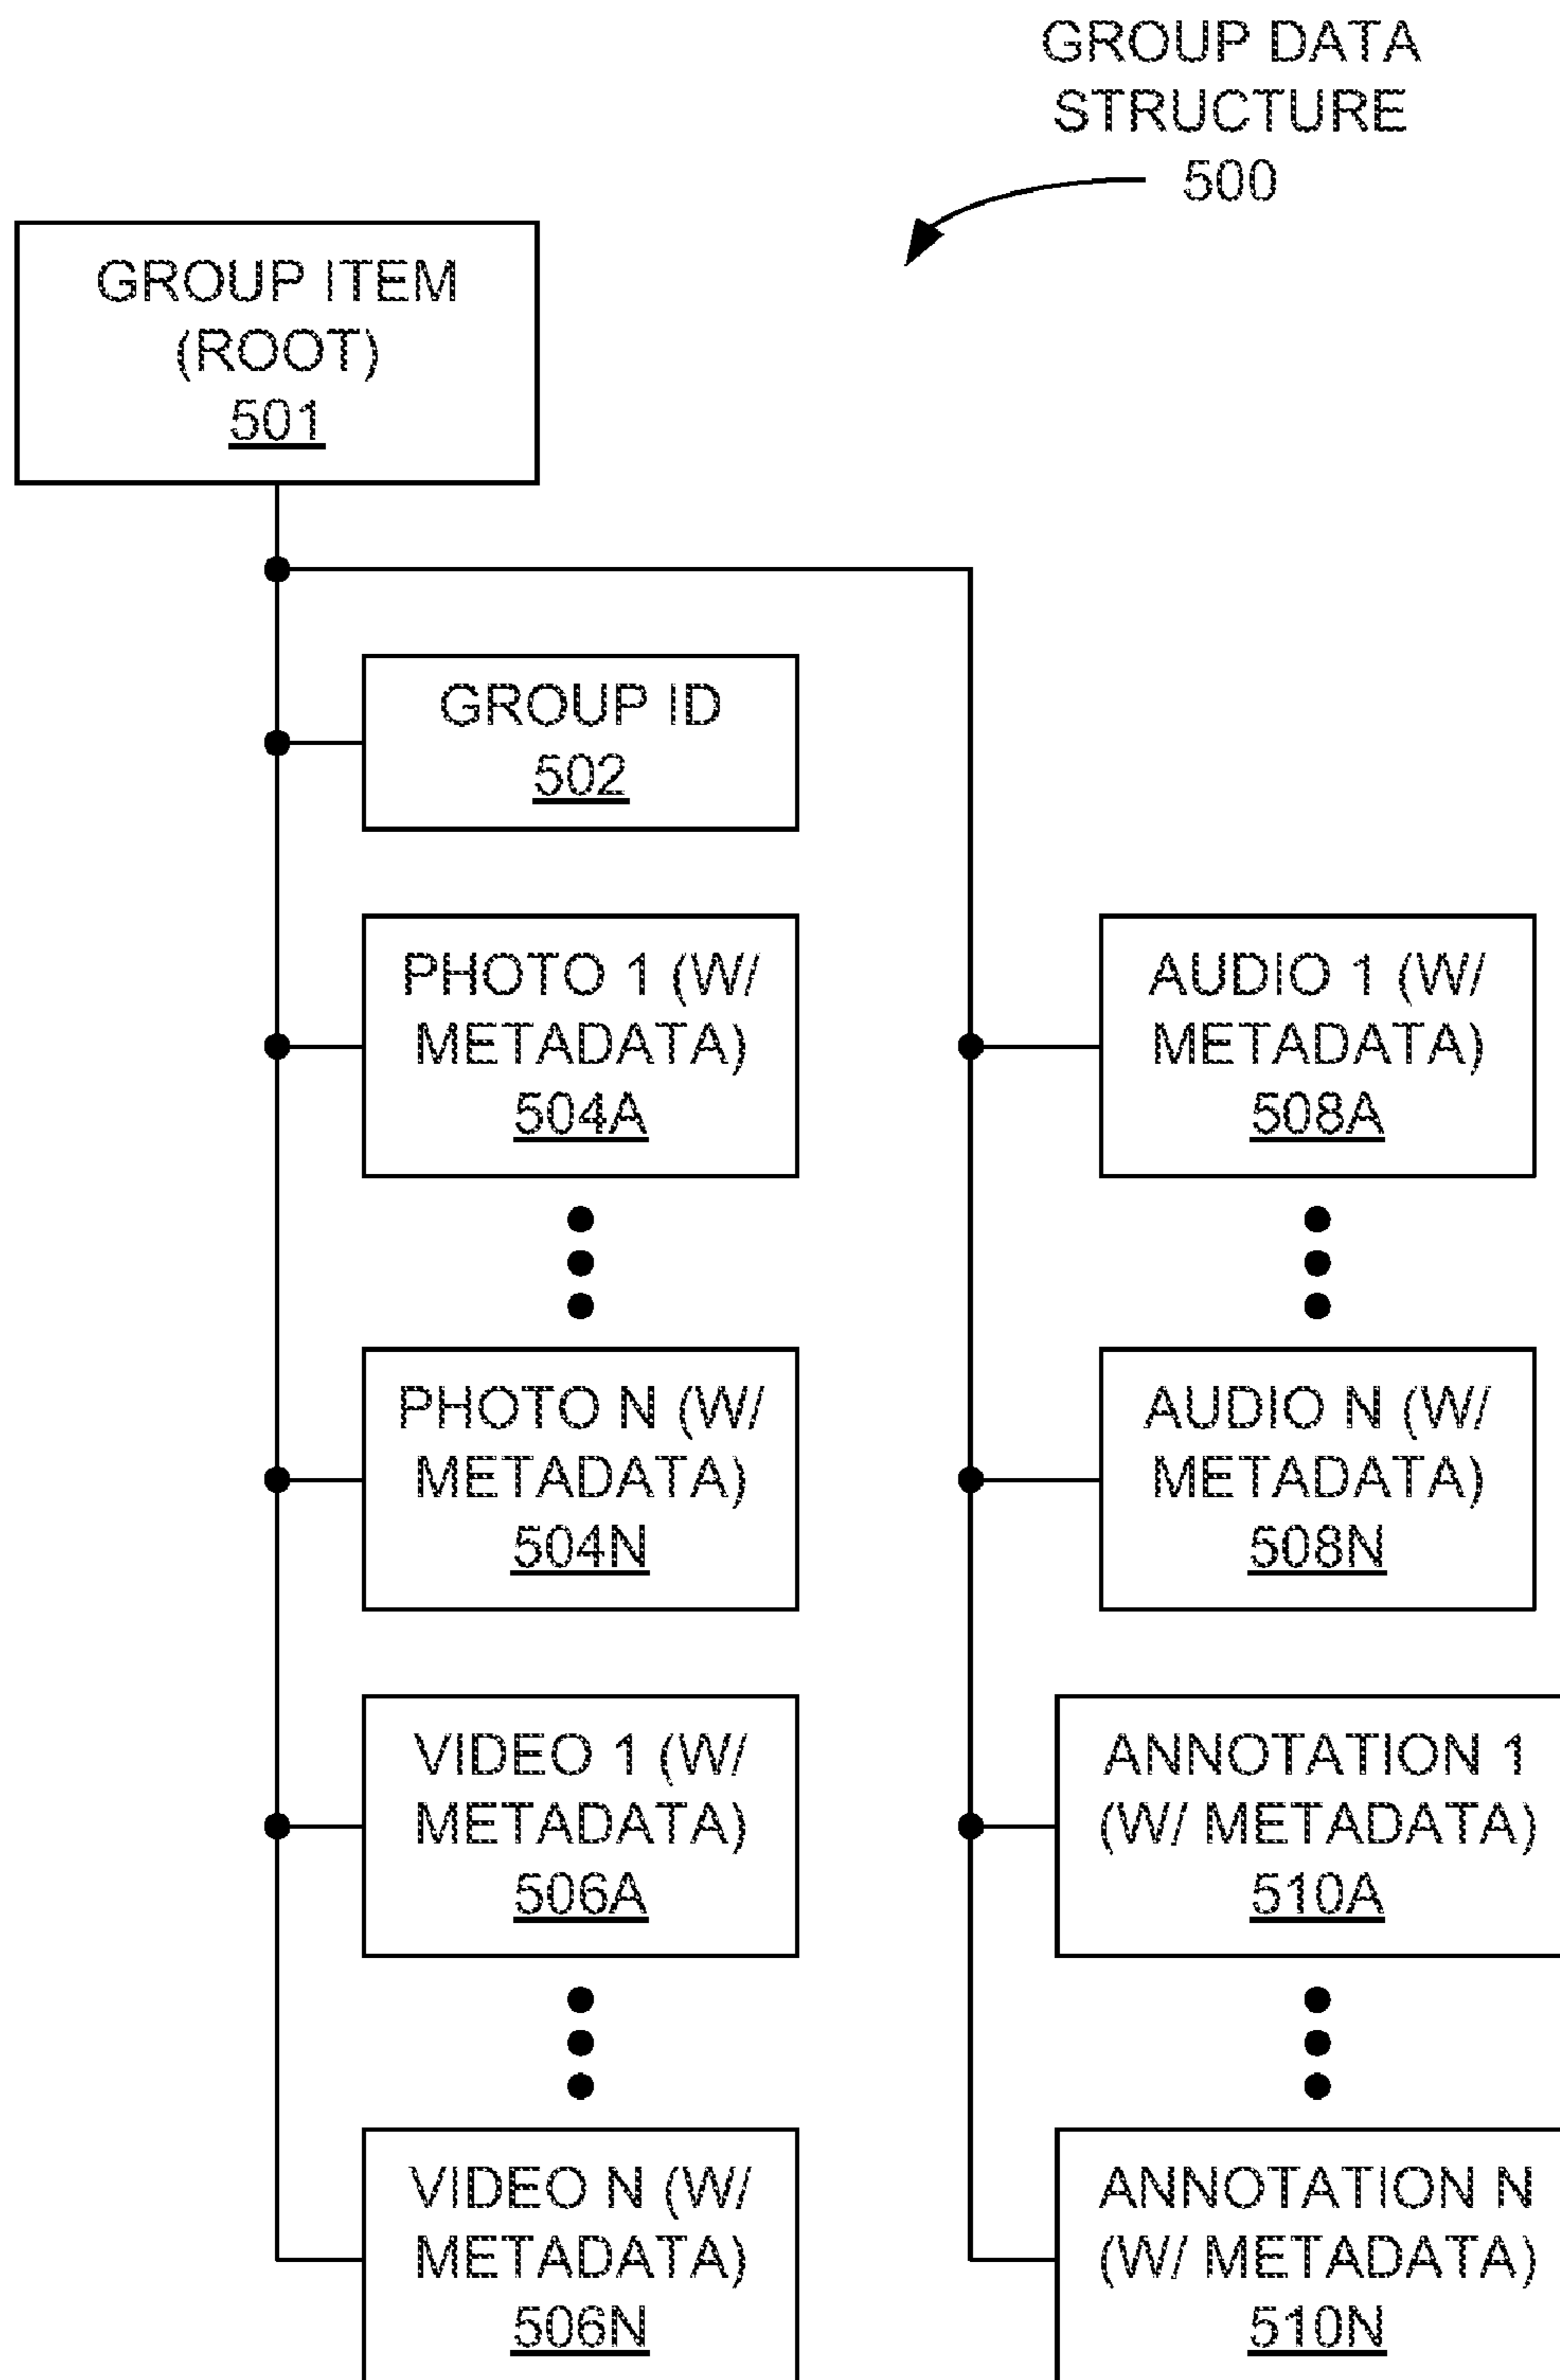 GROUP DATA
STRUCTURE
500
GROUP ITEM
(ROOT)
501
GROUP ID
502
PHOTO 1 (W/
METADATA)
504A
PHOTO N (W/
METADATA)
504N
VIDEO 1 (W/
METADATA)
506A
VIDEO N (W/
METADATA)
506N
AUDIO 1 (W/
METADATA)
508A
AUDIO N (W/
METADATA)
508N
ANNOTATION 1
(W/ METADATA)
510A
ANNOTATION N
(W/ METADATA)
510N